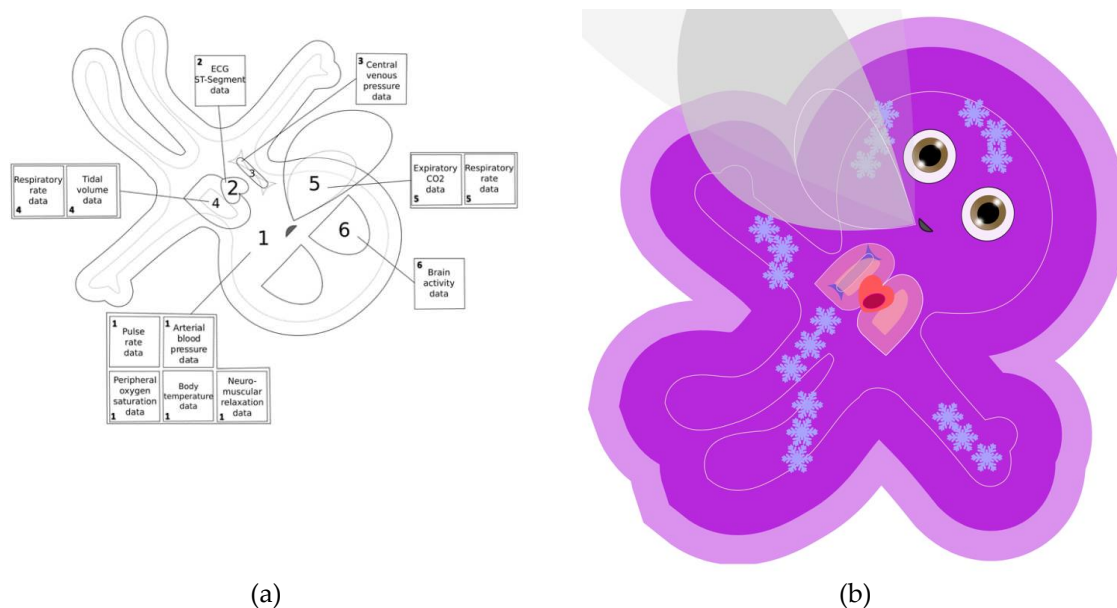 2
ECG
ST-Segment
data
3
Central
venous
pressure
data
Respiratory
rate
data
4
Tidal
volume
data
4
2
3
4
5
1
6
Expiratory
CO2
data
5
Respiratory
rate
data
5
6
Brain
activity
data
1
Pulse
rate
data
1
Arterial
blood
pressure
data
Peripheral
oxygen
saturation
data
1
Body
temperature
data
1
Neuro-
muscular
relaxation
data
1
(a)
(b)